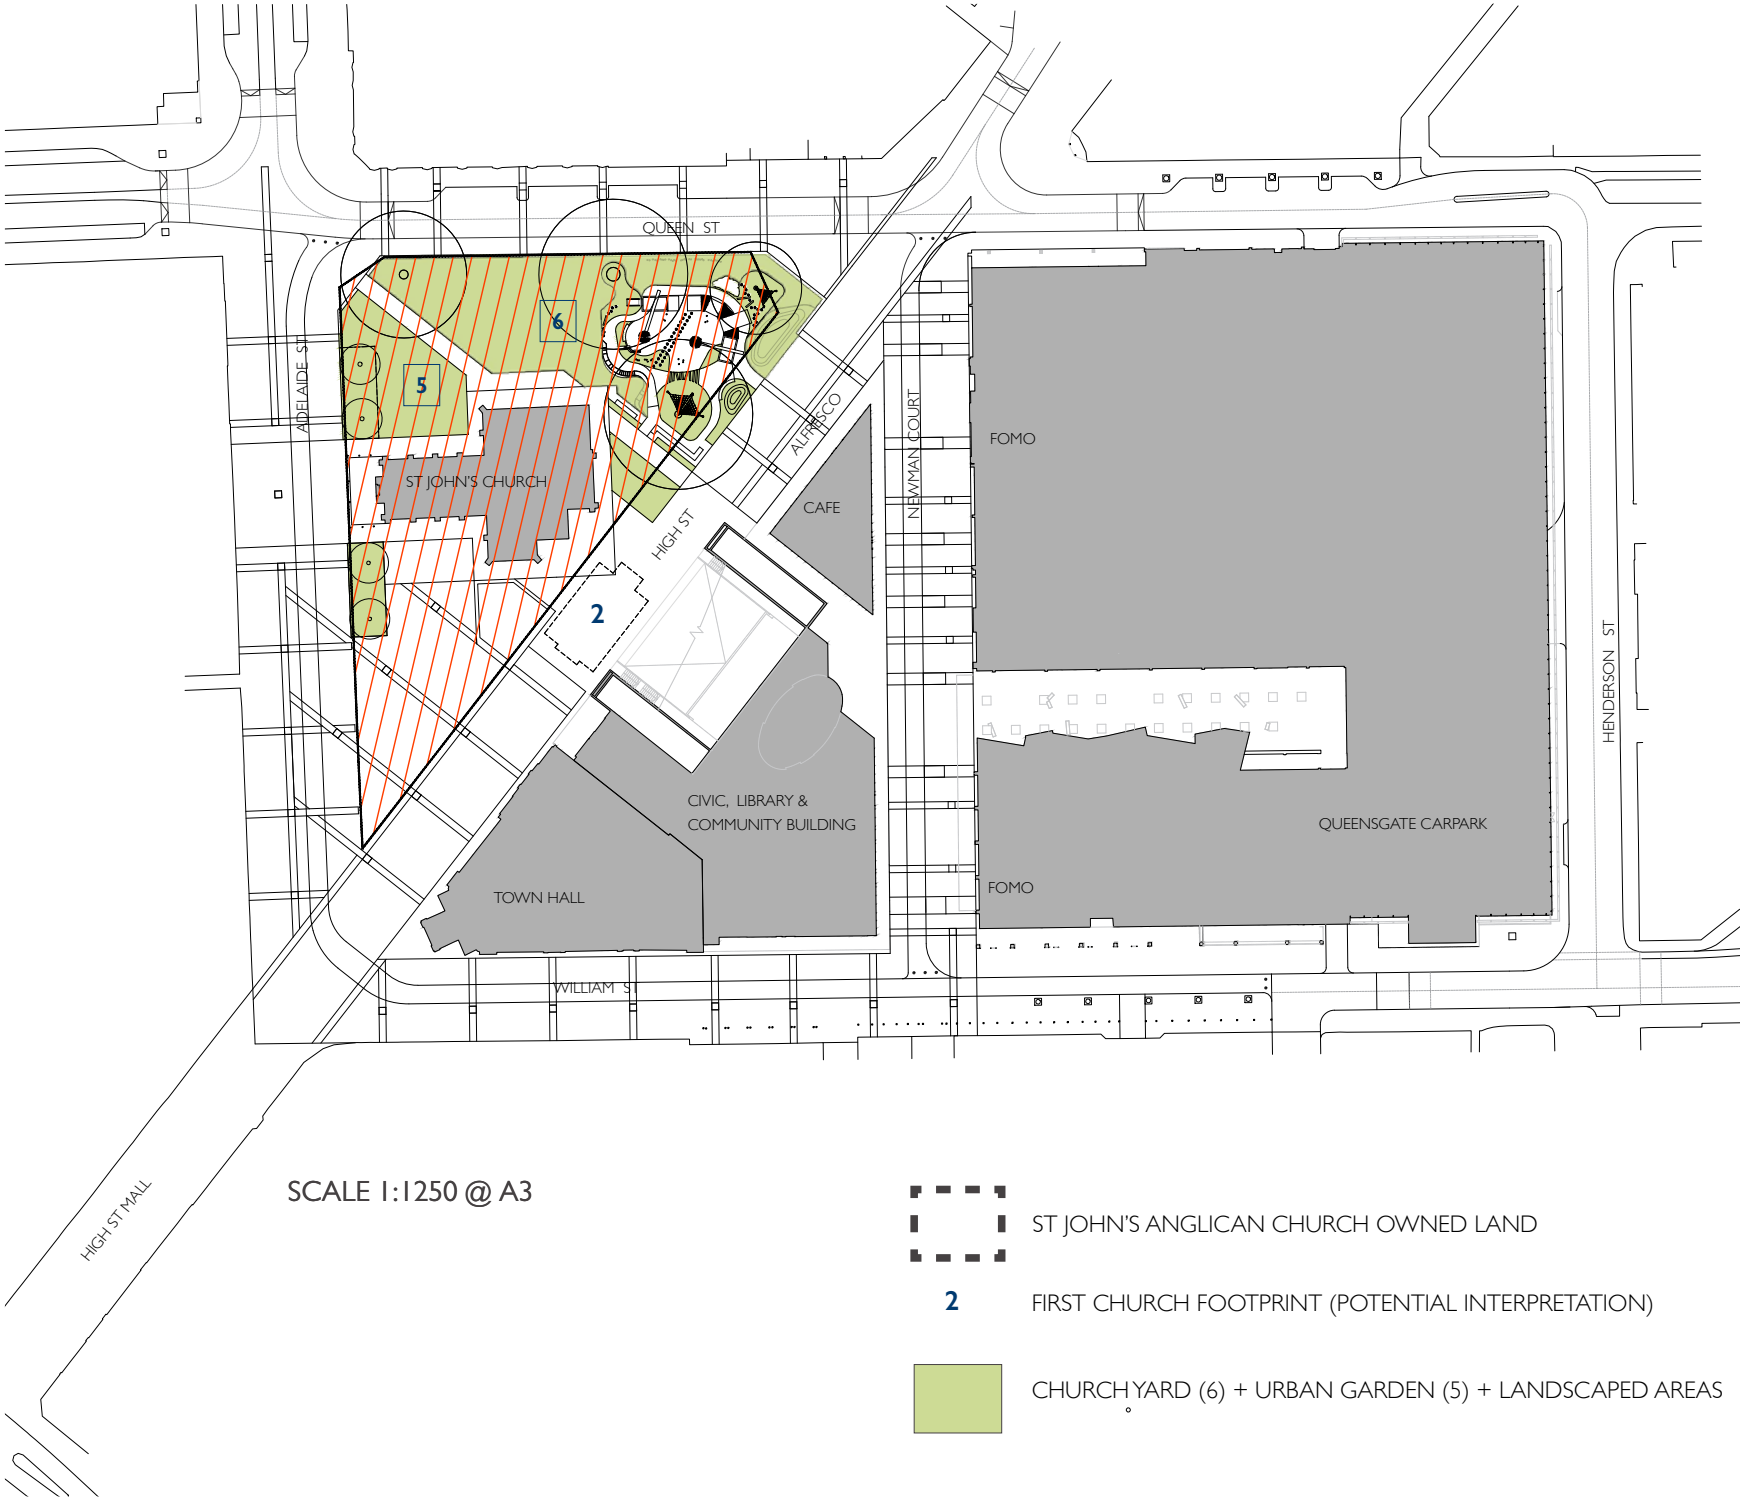 QUEEN ST
6
5
ADELAIDE ST
ALFRESCO
NEWMAN COURT
FOMO
ST JOHN'S CHURCH
CAFE
HIGH ST
2
HENDERSON ST
CIVIC, LIBRARY &
COMMUNITY BUILDING
QUEENSGATE CARPARK
TOWN HALL
FOMO
WILLIAM ST
HIGH ST MALL
SCALE 1:1250 @ A3
ST JOHN'S ANGLICAN CHURCH OWNED LAND
2 FIRST CHURCH FOOTPRINT (POTENTIAL INTERPRETATION)
CHURCH YARD (6) + URBAN GARDEN (5) + LANDSCAPED AREAS